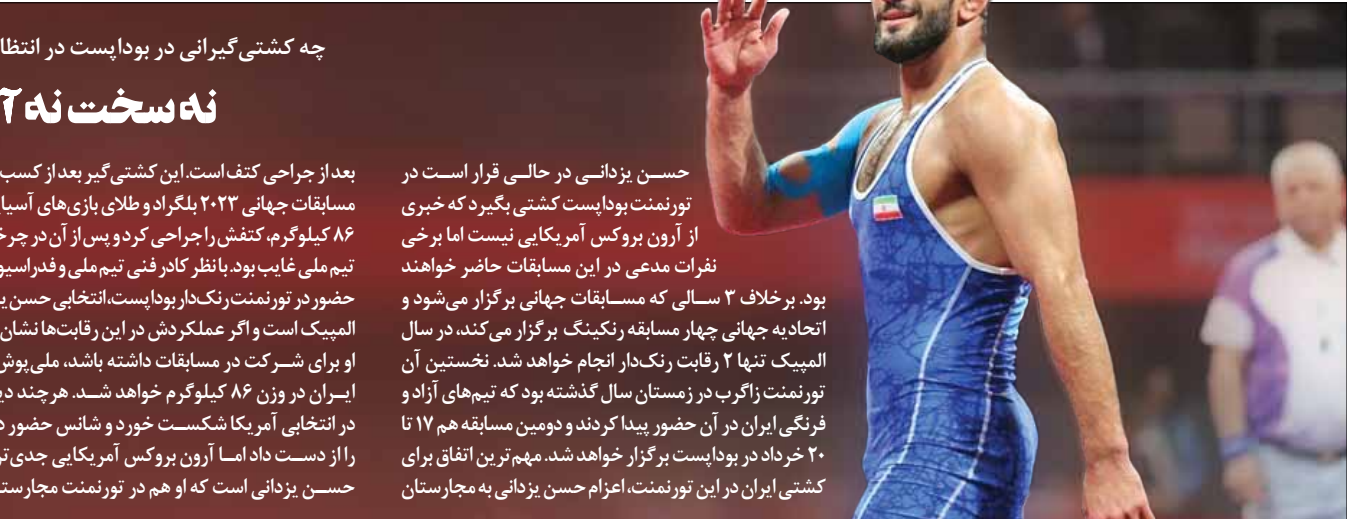 چه کشتی‌گیرانی در بوداپست در انتظا
نه سخت نه آ
حســن یزدانــی در حالــی قرار اســت در
تورنمنت بوداپست کشتی بگیرد که خبری
از آرون بروکس آمریکایی نیست اما برخی
نفرات مدعی در این مسابقات حاضر خواهند
بود. برخلاف ۳ ســالی که مســابقات جهانی برگزار می‌شود و
اتحادیه جهانی چهار مسابقه رنکینگ برگزار می‌کند، در سال
المپیک تنها ۲ رقابت رنک‌دار انجام خواهد شد. نخستین آن
تورنمنت زاگرب در زمستان سال گذشته بود که تیم‌های آزاد و
فرنگی ایران در آن حضور پیدا کردند و دومین مسابقه هم ۱۷ تا
۲۰ خرداد در بوداپست برگزار خواهد شد. مهم‌ترین اتفاق برای
کشتی ایران در این تورنمنت، اعزام حسن یزدانی به مجارستان
بعد از جراحی کتف است. این کشتی‌گیر بعد از کسب
مسابقات جهانی ۲۰۲۳ بلگراد و طلای بازی‌های آسیا
۸۶ کیلوگرم، کتفش را جراحی کرد و پس از آن در چرخ
تیم ملی غایب بود. با نظر کادر فنی تیم ملی و فدراسیو
حضور در تورنمنت رنک‌دار بوداپست، انتخابی حسن ی
المپیک است و اگر عملکردش در این رقابت‌ها نشان
او برای شــرکت در مسابقات داشته باشد، ملی‌پوش
ایــران در وزن ۸۶ کیلوگرم خواهد شــد. هرچند دی
در انتخابی آمریکا شکســت خورد و شانس حضور د
را از دســت داد امــا آرون بروکس آمریکایی جدی‌تر
حســن یزدانی است که او هم در تورنمنت مجارستا